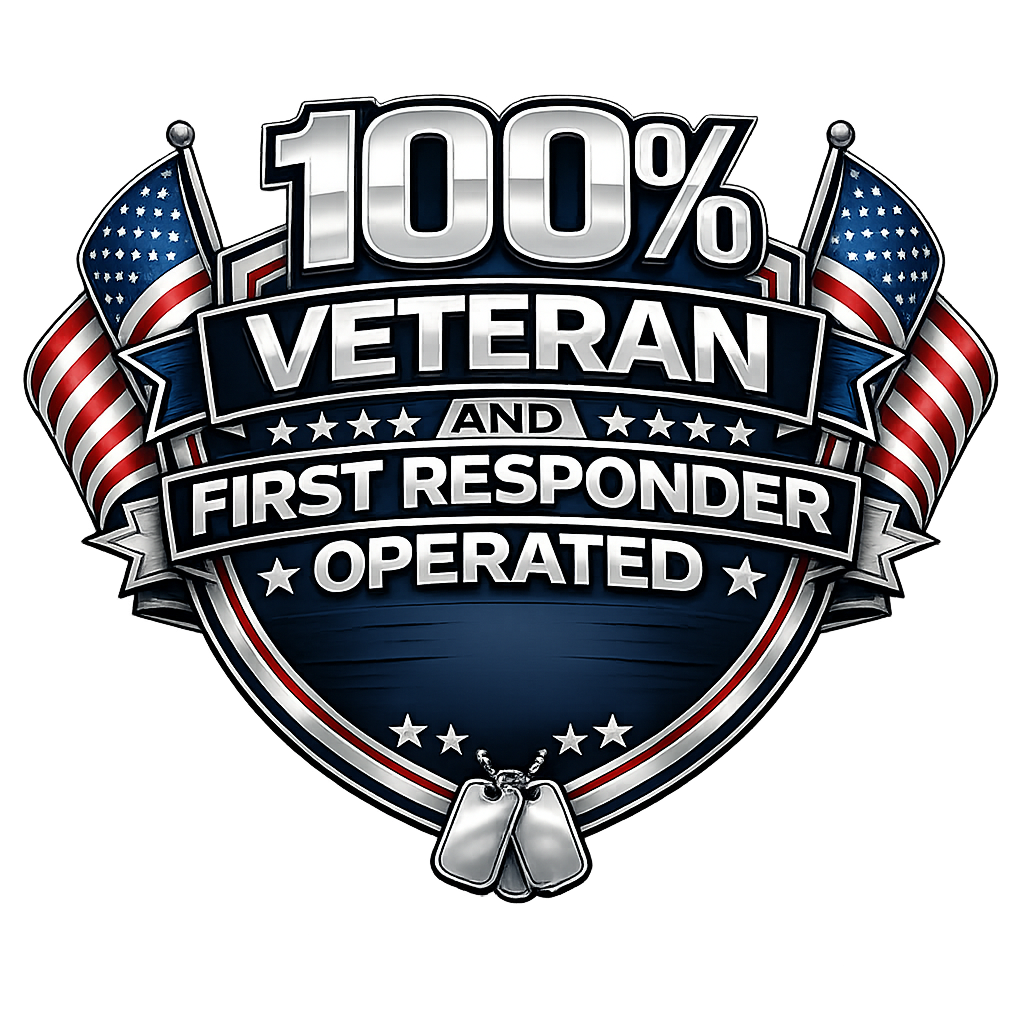 100%
VETERAN
AND
FIRST RESPONDER
OPERATED